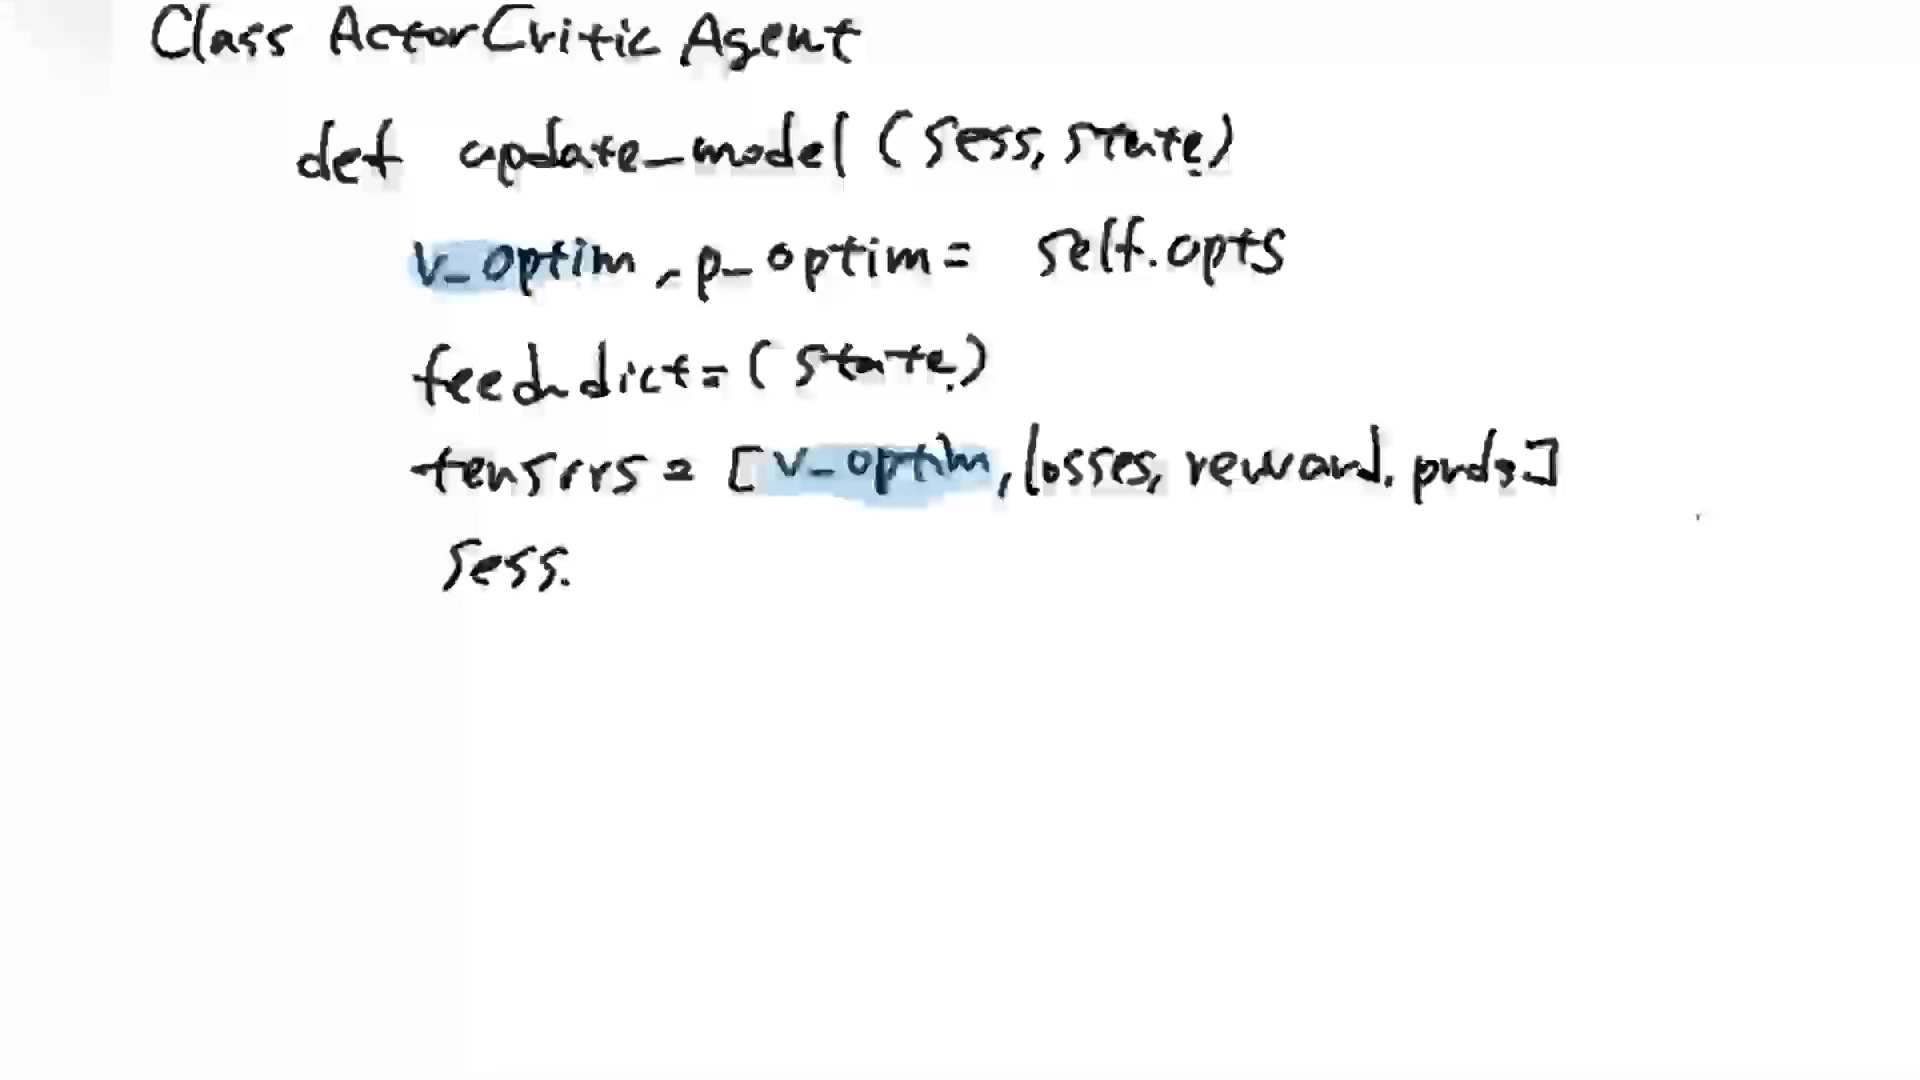 Class ActorCritic Agent
def update_model (sess, state)
v_optim, p_optim = self.opts
feed_dict = (state)
tensors = [v_optim, losses, reward, preds]
sess.